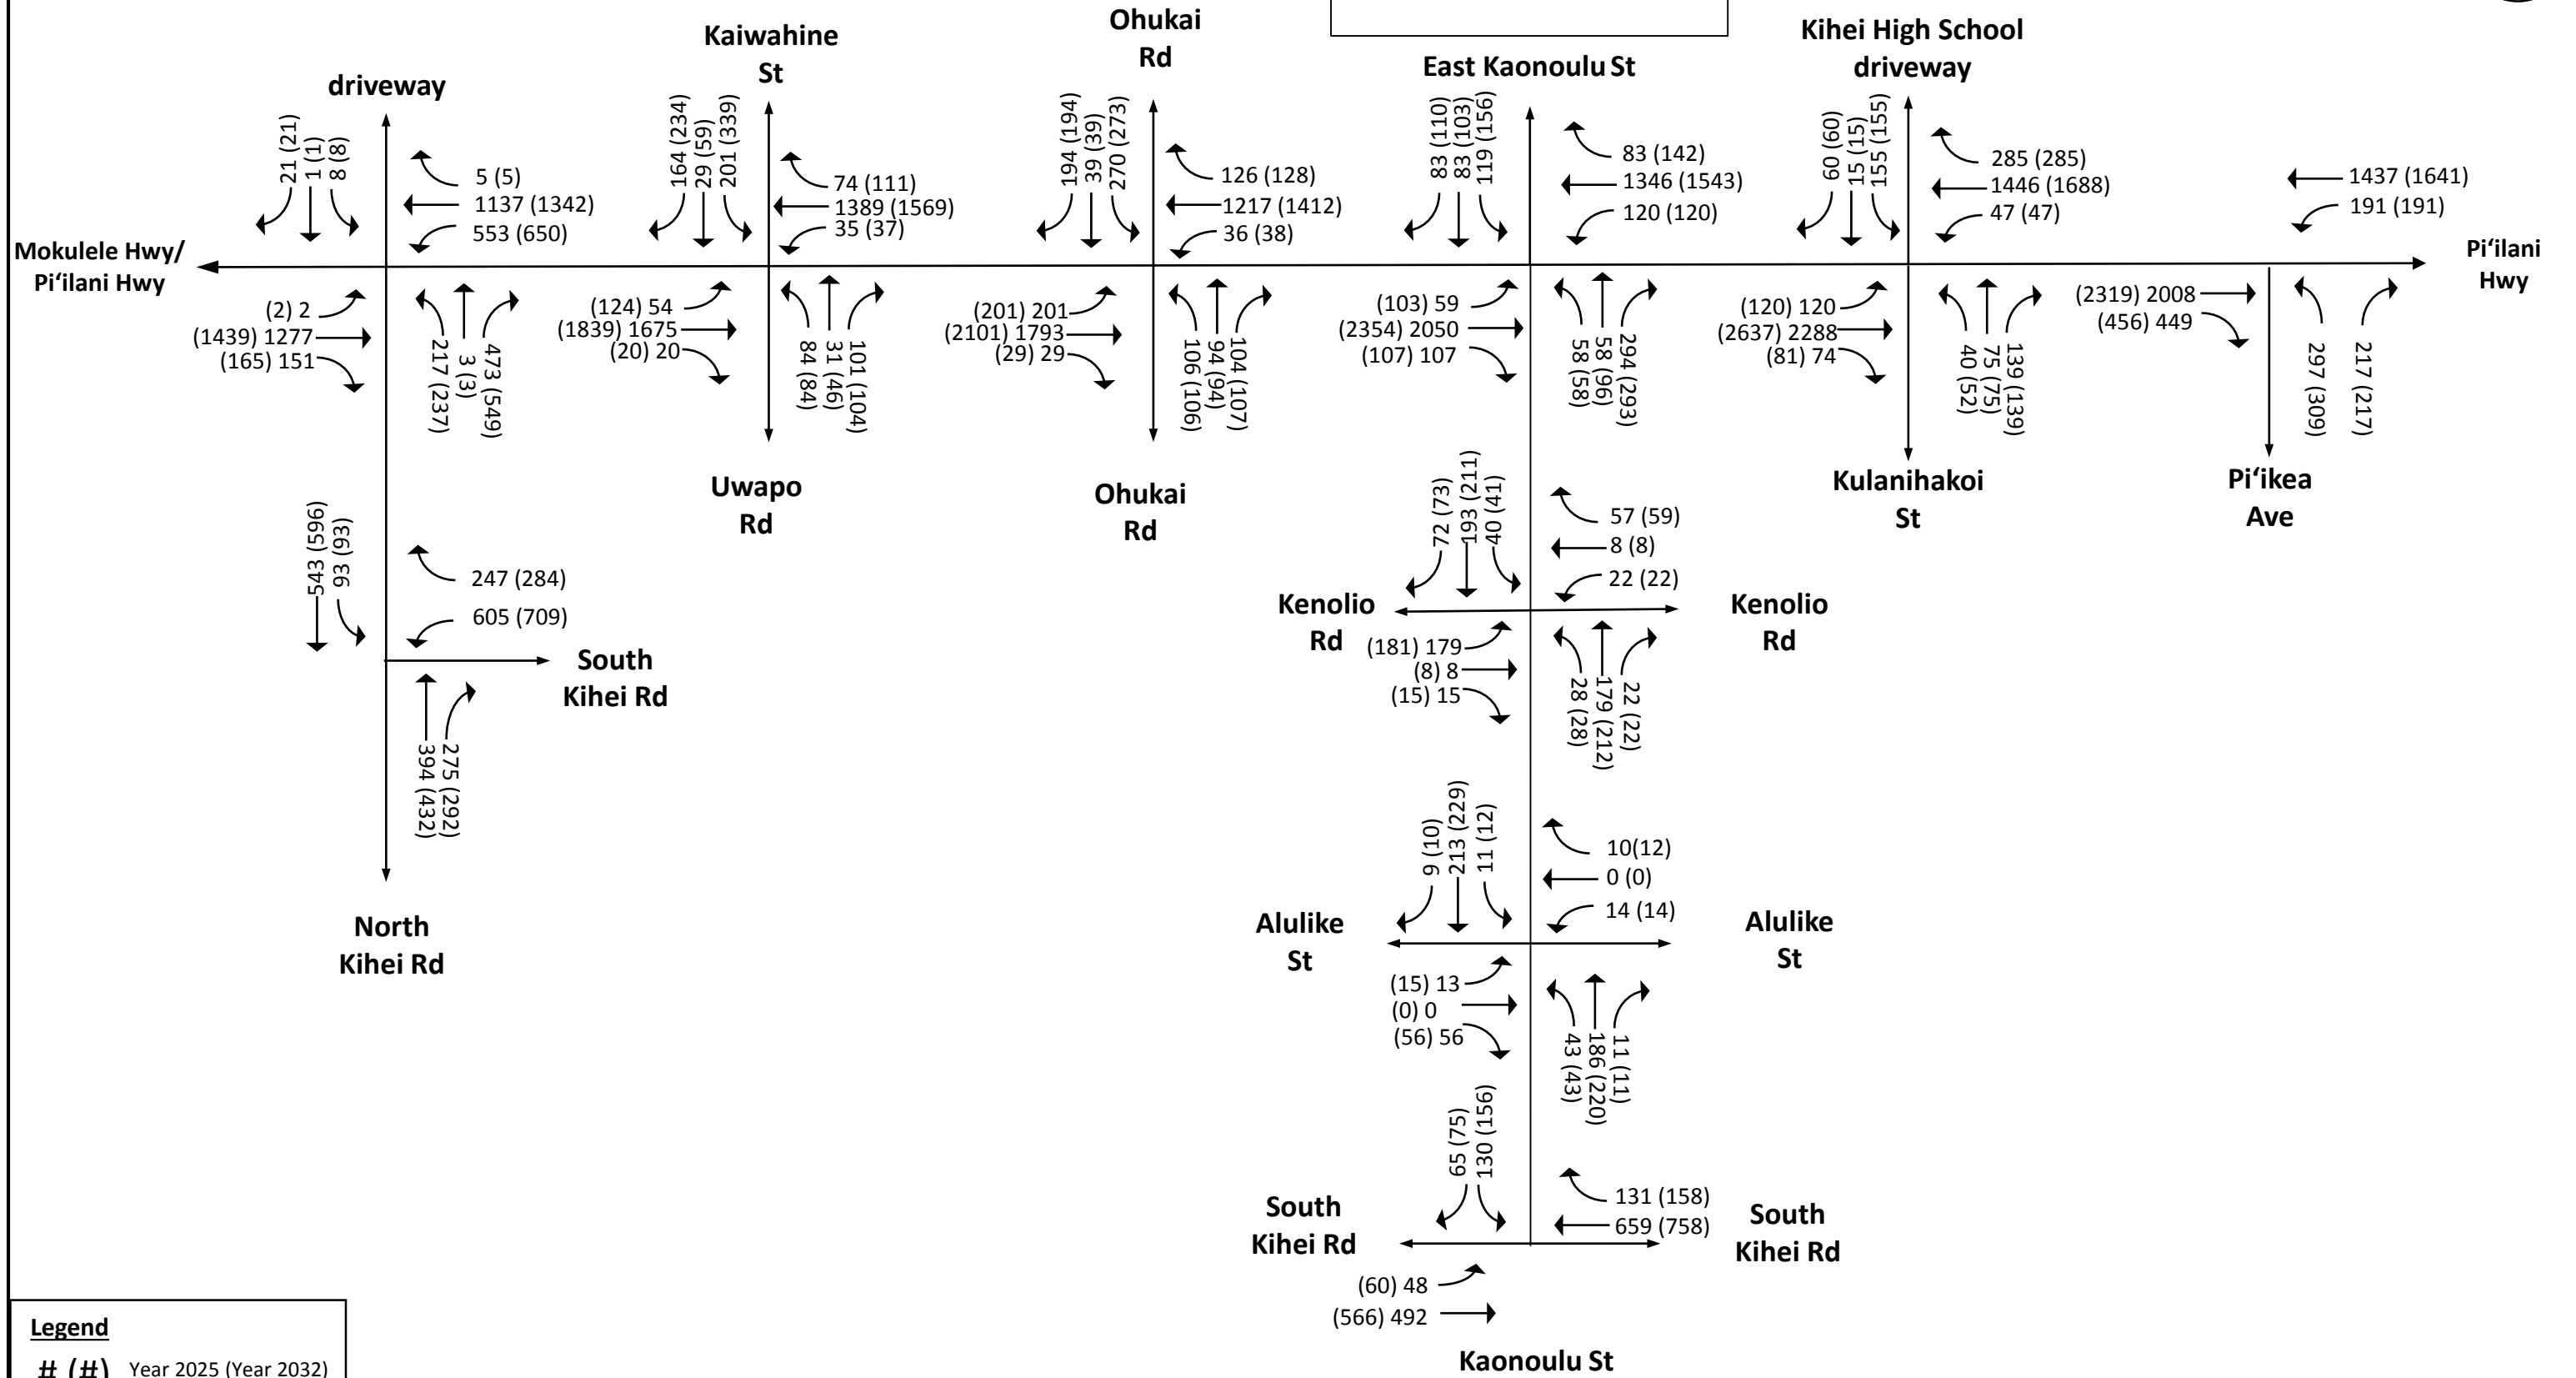 Ohukai
Rd
Kaiwahine
St
driveway
East Kaonoulu St
Kihei High School
driveway
21 (21)
1 (1)
8 (8)
5 (5)
1137 (1342)
553 (650)
164 (234)
29 (59)
201 (339)
74 (111)
1389 (1569)
35 (37)
194 (194)
39 (39)
270 (273)
126 (128)
1217 (1412)
36 (38)
83 (110)
83 (103)
119 (156)
83 (142)
1346 (1543)
120 (120)
60 (60)
15 (15)
155 (155)
285 (285)
1446 (1688)
47 (47)
1437 (1641)
191 (191)
Mokulele Hwy/
Pi‘ilani Hwy
Pi‘ilani
Hwy
(2) 2
(1439) 1277
(165) 151
217 (237)
3 (3)
473 (549)
(124) 54
(1839) 1675
(20) 20
84 (84)
31 (46)
101 (104)
(201) 201
(2101) 1793
(29) 29
106 (106)
94 (94)
104 (107)
(103) 59
(2354) 2050
(107) 107
58 (58)
58 (96)
294 (293)
(120) 120
(2637) 2288
(81) 74
40 (52)
75 (75)
139 (139)
(2319) 2008
(456) 449
297 (309)
217 (217)
Uwapo
Rd
Ohukai
Rd
Kulanihakoi
St
Pi‘ikea
Ave
543 (596)
93 (93)
247 (284)
605 (709)
South
Kihei Rd
394 (432)
275 (292)
North
Kihei Rd
72 (73)
193 (211)
40 (41)
57 (59)
8 (8)
22 (22)
Kenolio
Rd
Kenolio
Rd
(181) 179
(8) 8
(15) 15
28 (28)
179 (212)
22 (22)
9 (10)
213 (229)
11 (12)
10(12)
0 (0)
14 (14)
Alulike
St
Alulike
St
(15) 13
(0) 0
(56) 56
43 (43)
186 (220)
11 (11)
65 (75)
130 (156)
131 (158)
659 (758)
South
Kihei Rd
South
Kihei Rd
(60) 48
(566) 492
Kaonoulu St
Legend
# (#) Year 2025 (Year 2032)